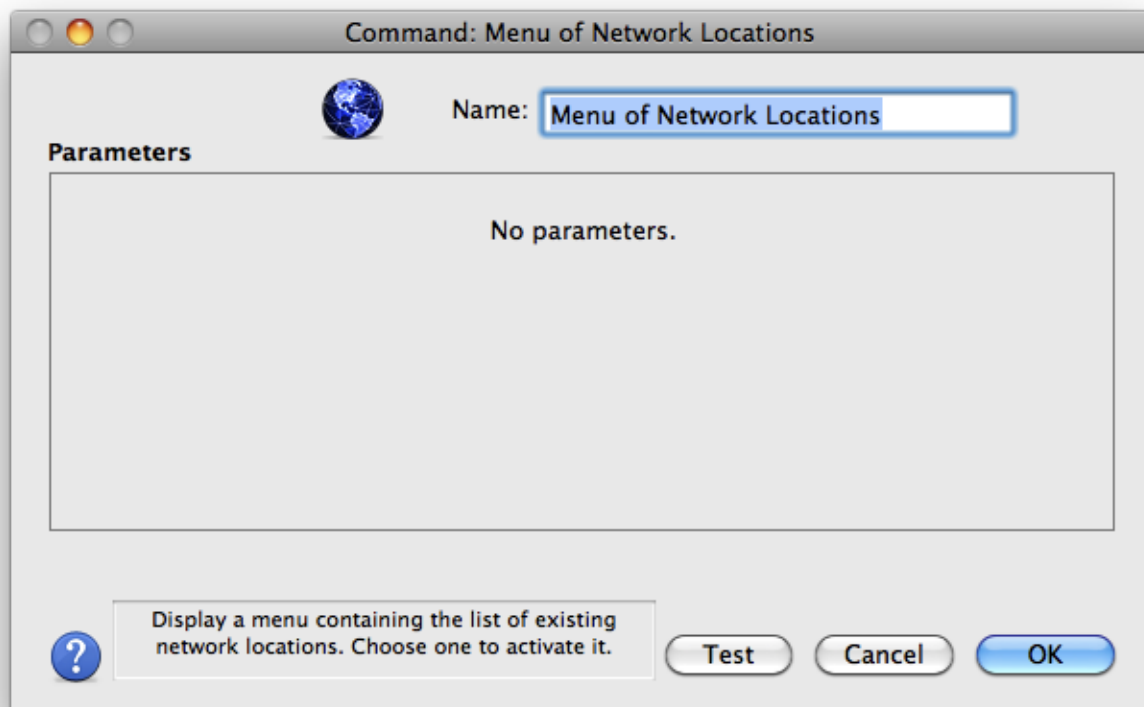 Command: Menu of Network Locations
Name: Menu of Network Locations
Parameters
No parameters.
Display a menu containing the list of existing
network locations. Choose one to activate it.
? Test Cancel OK